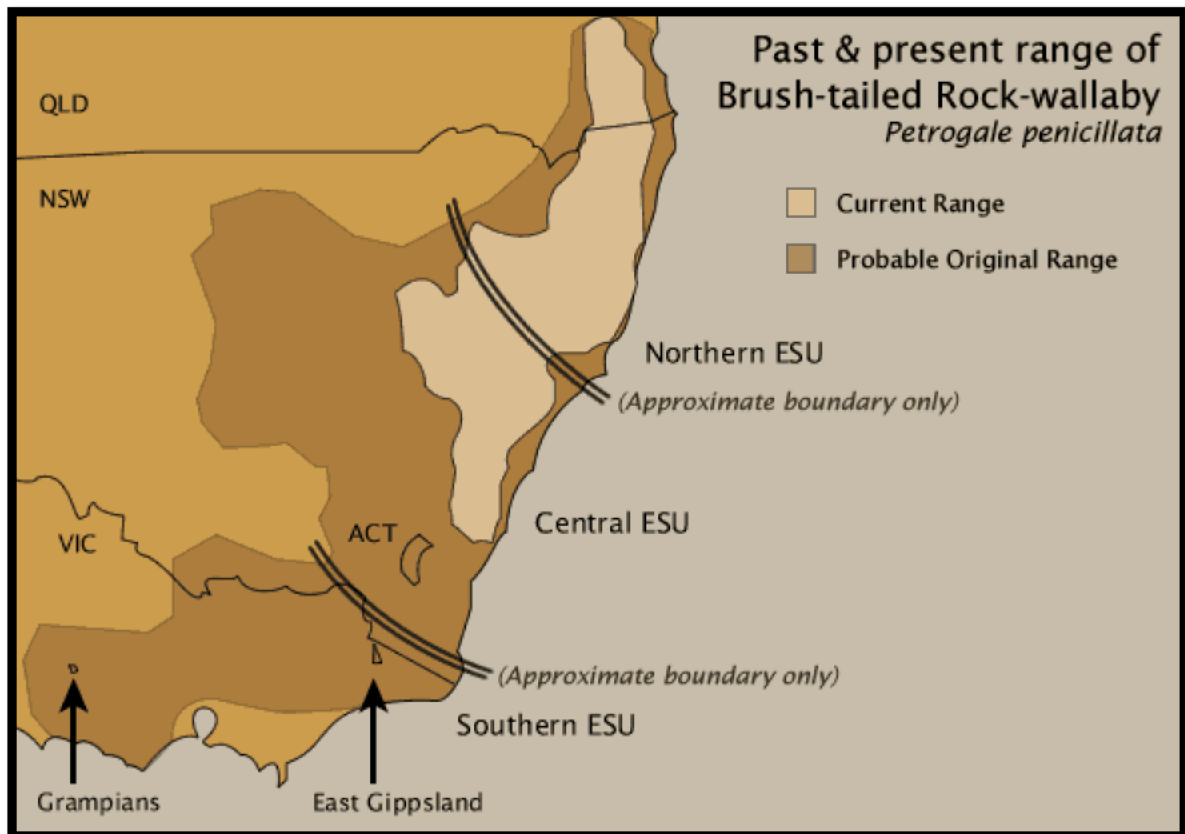 Past & present range of
Brush-tailed Rock-wallaby
Petrogale penicillata
QLD
NSW
Current Range
Probable Original Range
Northern ESU
(Approximate boundary only)
Central ESU
ACT
VIC
(Approximate boundary only)
Southern ESU
Grampians
East Gippsland